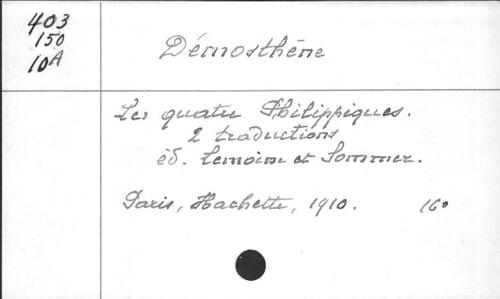 403
150
10A
Démosthène
Les quatre Philippiques.
2 traductions
éd. Lemoine et Sommer.
Paris, Hachette, 1910. 16°